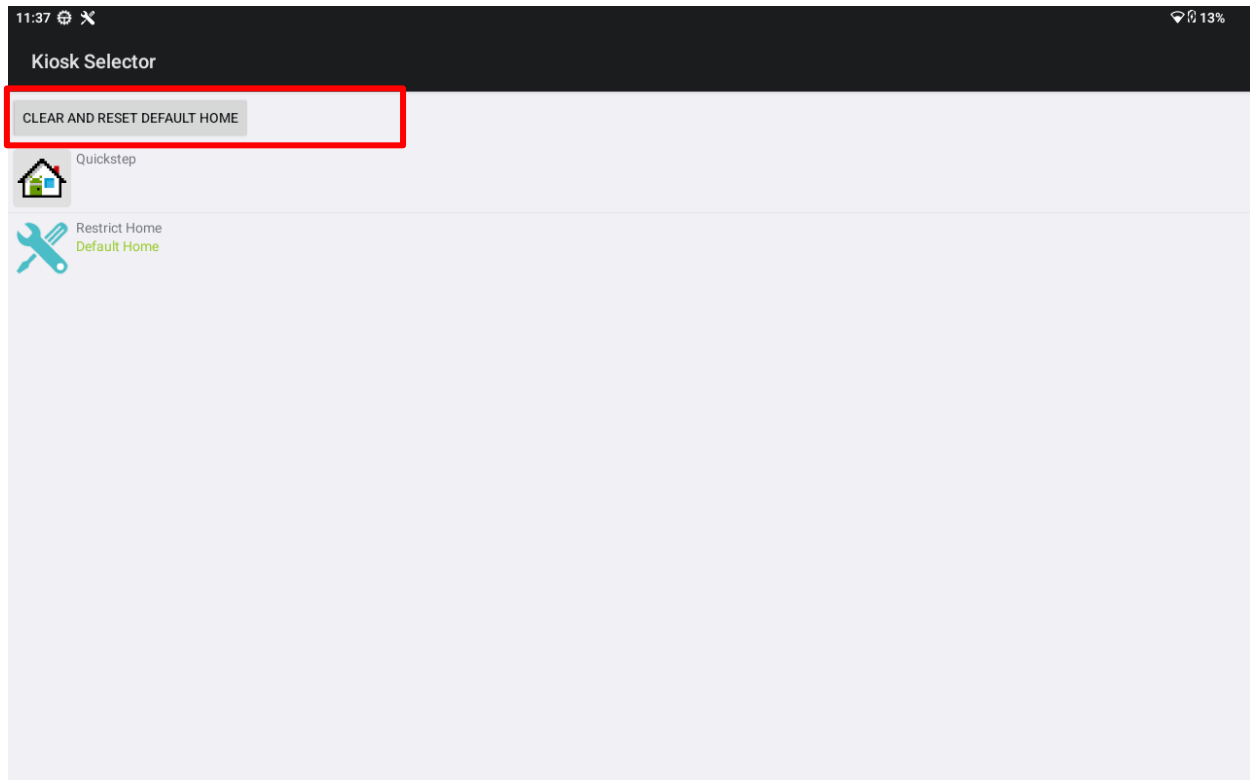 11:37 13%
Kiosk Selector
CLEAR AND RESET DEFAULT HOME
Quickstep
Restrict Home
Default Home